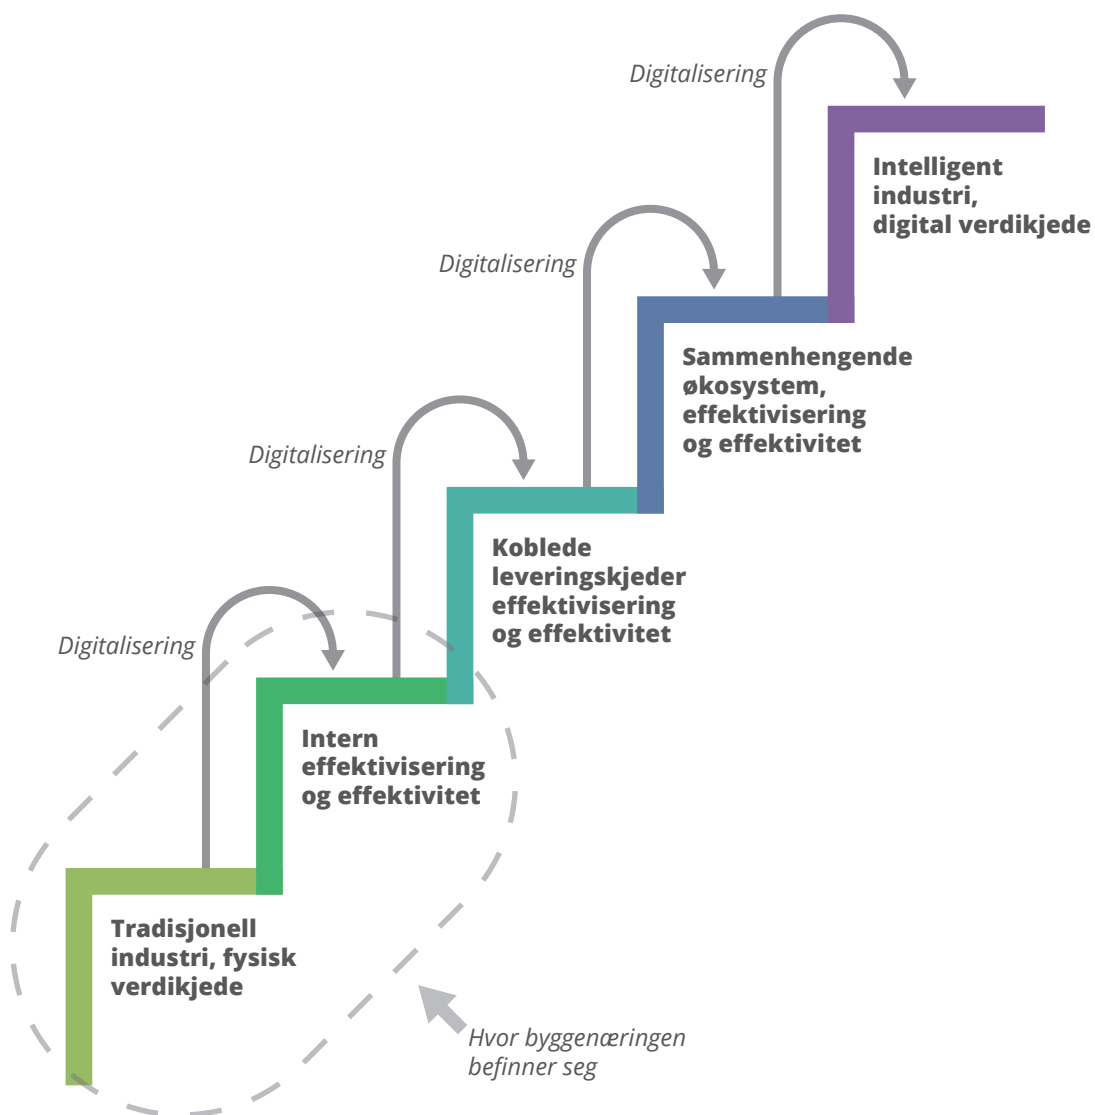 Digitalisering
Intelligent
industri,
digital verdikjede
Digitalisering
Sammenhengende
økosystem,
effektivisering
og effektivitet
Digitalisering
Koblede
leveringskjeder
effektivisering
og effektivitet
Digitalisering
Intern
effektivisering
og effektivitet
Tradisjonell
industri, fysisk
verdikjede
Hvor byggenæringen
befinner seg